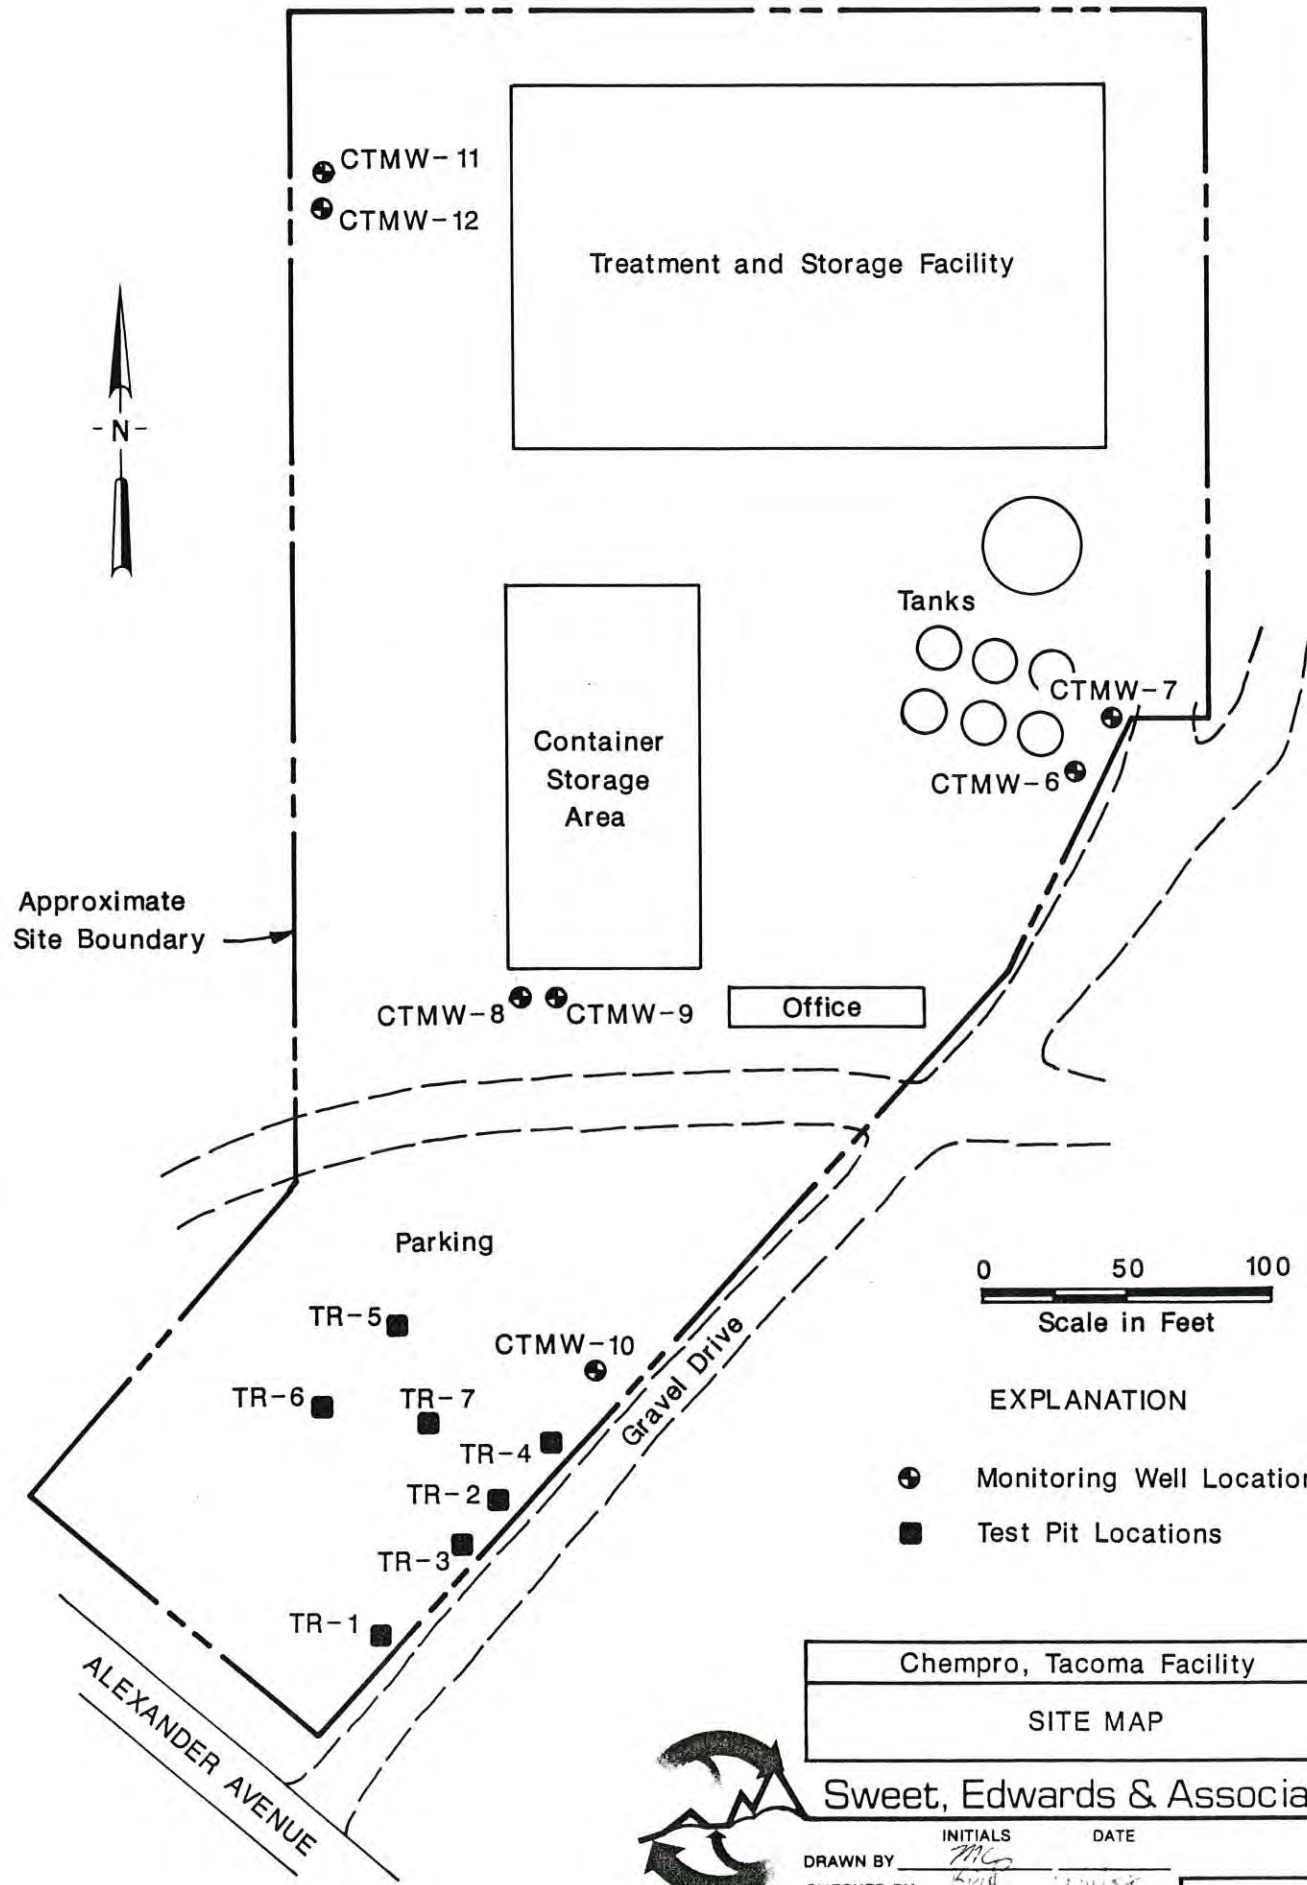 CTMW-11
CTMW-12
Treatment and Storage Facility
-N-
Tanks
CTMW-7
CTMW-6
Container
Storage
Area
Approximate
Site Boundary
CTMW-8
CTMW-9
Office
Parking
TR-5
CTMW-10
TR-6
TR-7
TR-4
TR-2
TR-3
TR-1
Gravel Drive
ALEXANDER AVENUE
0 50 100
Scale in Feet
EXPLANATION
Monitoring Well Location
Test Pit Locations
Chempro, Tacoma Facility
SITE MAP
Sweet, Edwards & Associa
INITIALS DATE
DRAWN BY